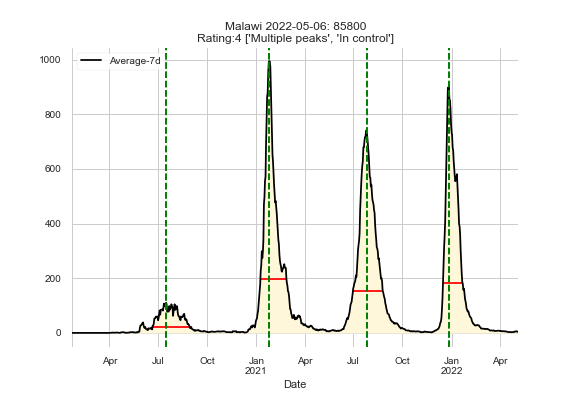 Malawi 2022-05-06: 85800
Rating:4 ['Multiple peaks', 'In control']
Average-7d
1000
800
600
400
200
0
Apr Jul Oct Jan Apr Jul Oct Jan Apr
2021 2022
Date